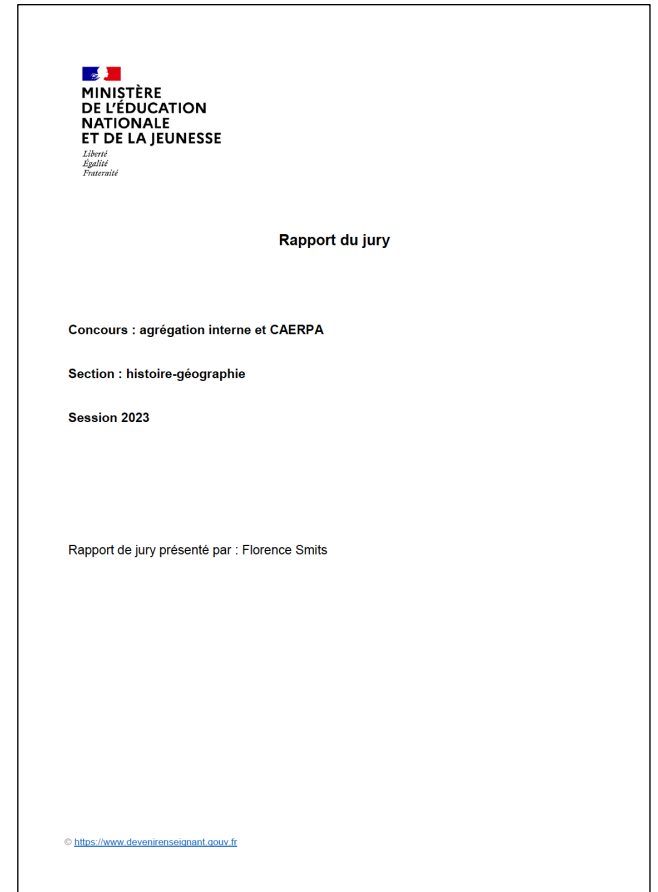 MINISTÈRE
DE L'ÉDUCATION
NATIONALE
ET DE LA JEUNESSE
Liberté
Égalité
Fraternité
Rapport du jury
Concours : agrégation interne et CAERPA
Section : histoire-géographie
Session 2023
Rapport de jury présenté par : Florence Smits
© https://www.devenirenseignant.gouv.fr